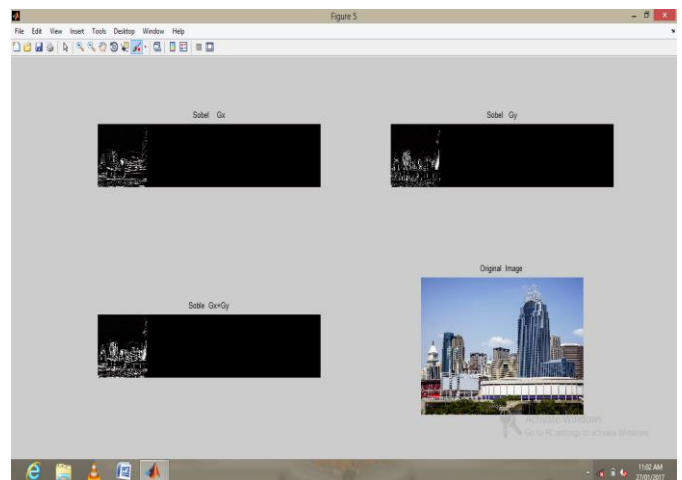 Figure 5
File Edit View Insert Tools Desktop Window Help
Sobel Gx
Sobel Gy
Original Image
Soble Gx+Gy
Activate Windows
Go to PC settings to activate Windows.
11:02 AM
27/01/2017